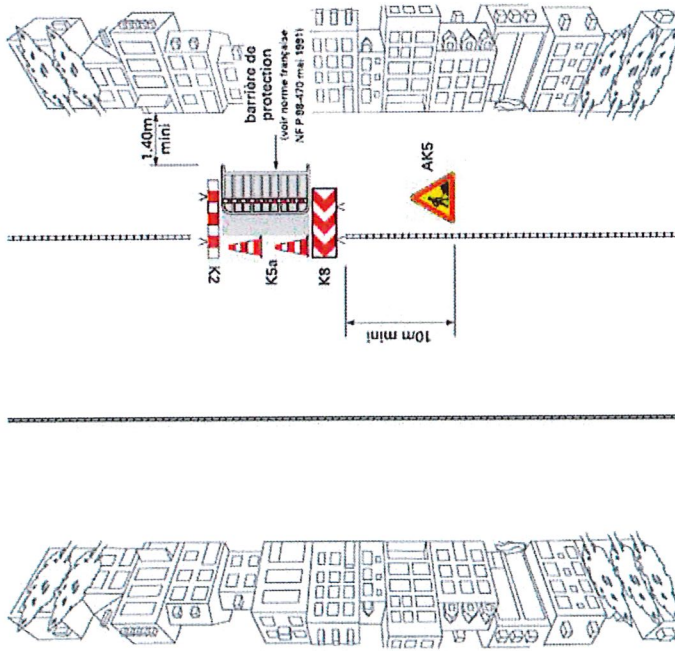 1.40m
mini
barrière de
protection
(voir norme française
NF P 98-470 mai 1991)
K2
K5a
K8
AK5
10m mini